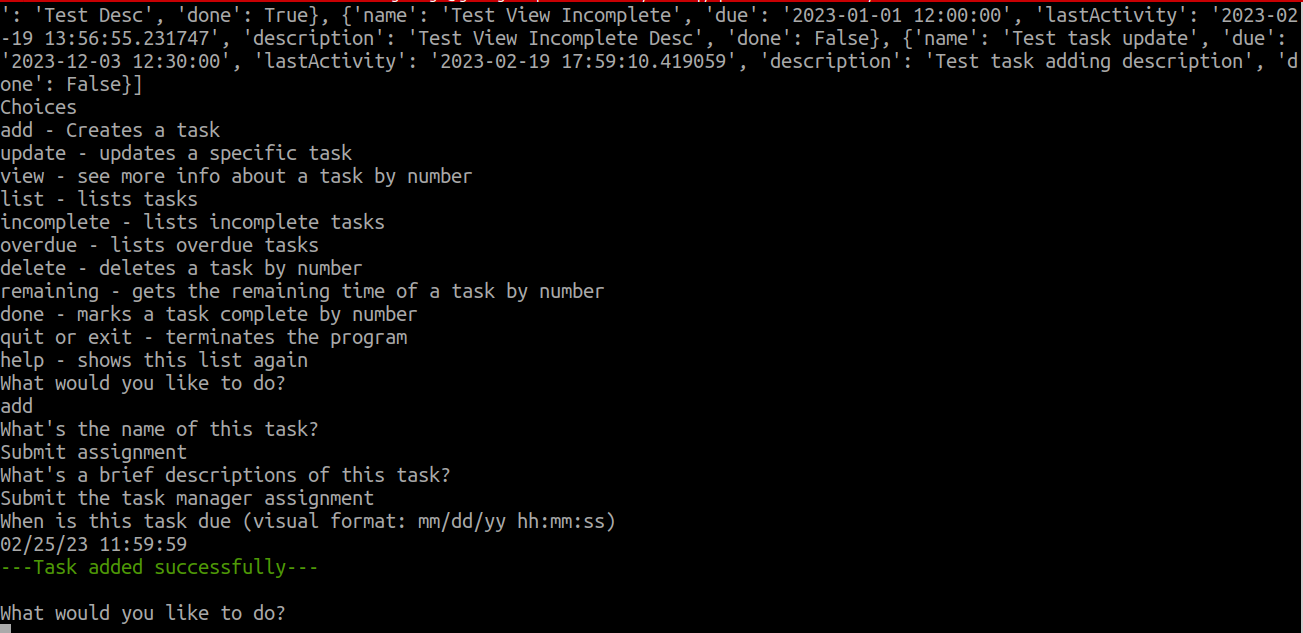 ': 'Test Desc', 'done': True}, {'name': 'Test View Incomplete', 'due': '2023-01-01 12:00:00', 'lastActivity': '2023-02
-19 13:56:55.231747', 'description': 'Test View Incomplete Desc', 'done': False}, {'name': 'Test task update', 'due':
'2023-12-03 12:30:00', 'lastActivity': '2023-02-19 17:59:10.419059', 'description': 'Test task adding description', 'd
one': False}]
Choices
add - Creates a task
update - updates a specific task
view - see more info about a task by number
list - lists tasks
incomplete - lists incomplete tasks
overdue - lists overdue tasks
delete - deletes a task by number
remaining - gets the remaining time of a task by number
done - marks a task complete by number
quit or exit - terminates the program
help - shows this list again
What would you like to do?
add
What's the name of this task?
Submit assignment
What's a brief descriptions of this task?
Submit the task manager assignment
When is this task due (visual format: mm/dd/yy hh:mm:ss)
02/25/23 11:59:59
---Task added successfully---
What would you like to do?